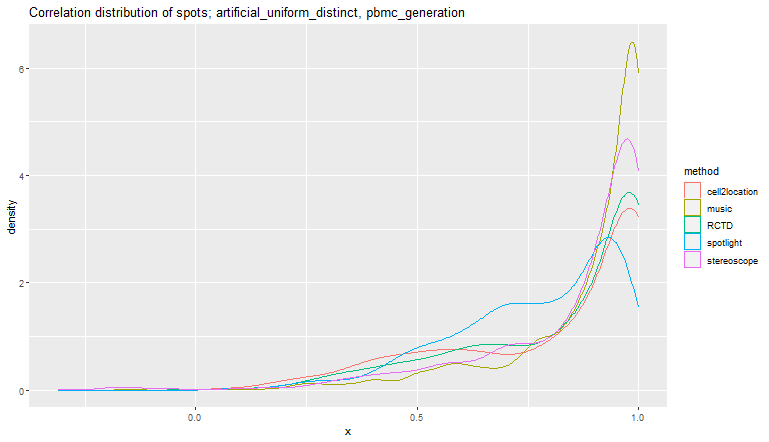 Correlation distribution of spots; artificial_uniform_distinct, pbmc_generation
density
6
4
2
0
0.0
0.5
1.0
x
method
cell2location
music
RCTD
spotlight
stereoscope